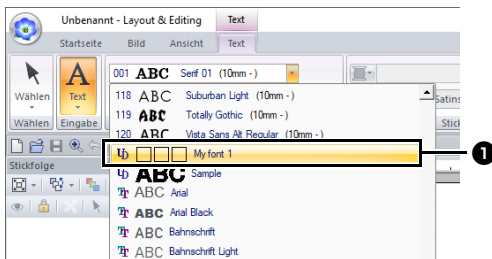 Unbenannt - Layout & Editing Text
Startseite Bild Ansicht Text
Wählen
Text
001 ABC Serif 01 (10mm - )
118 ABC Suburban Light (10mm - )
Satins
119 ABC Totally Gothic (10mm - )
Wählen Eingabe
Stick
120 ABC Vista Sans Alt Regular (10mm - )
My font 1
1
Stickfolge
ABC Sample
ABC Arial
ABC Arial Black
ABC Bahnschrift
ABC Bahnschrift Light